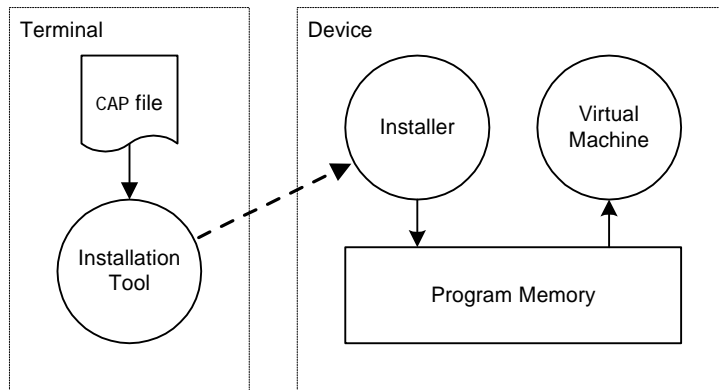 Terminal
Device
CAP file
Installer
Virtual
Machine
Installation
Tool
Program Memory